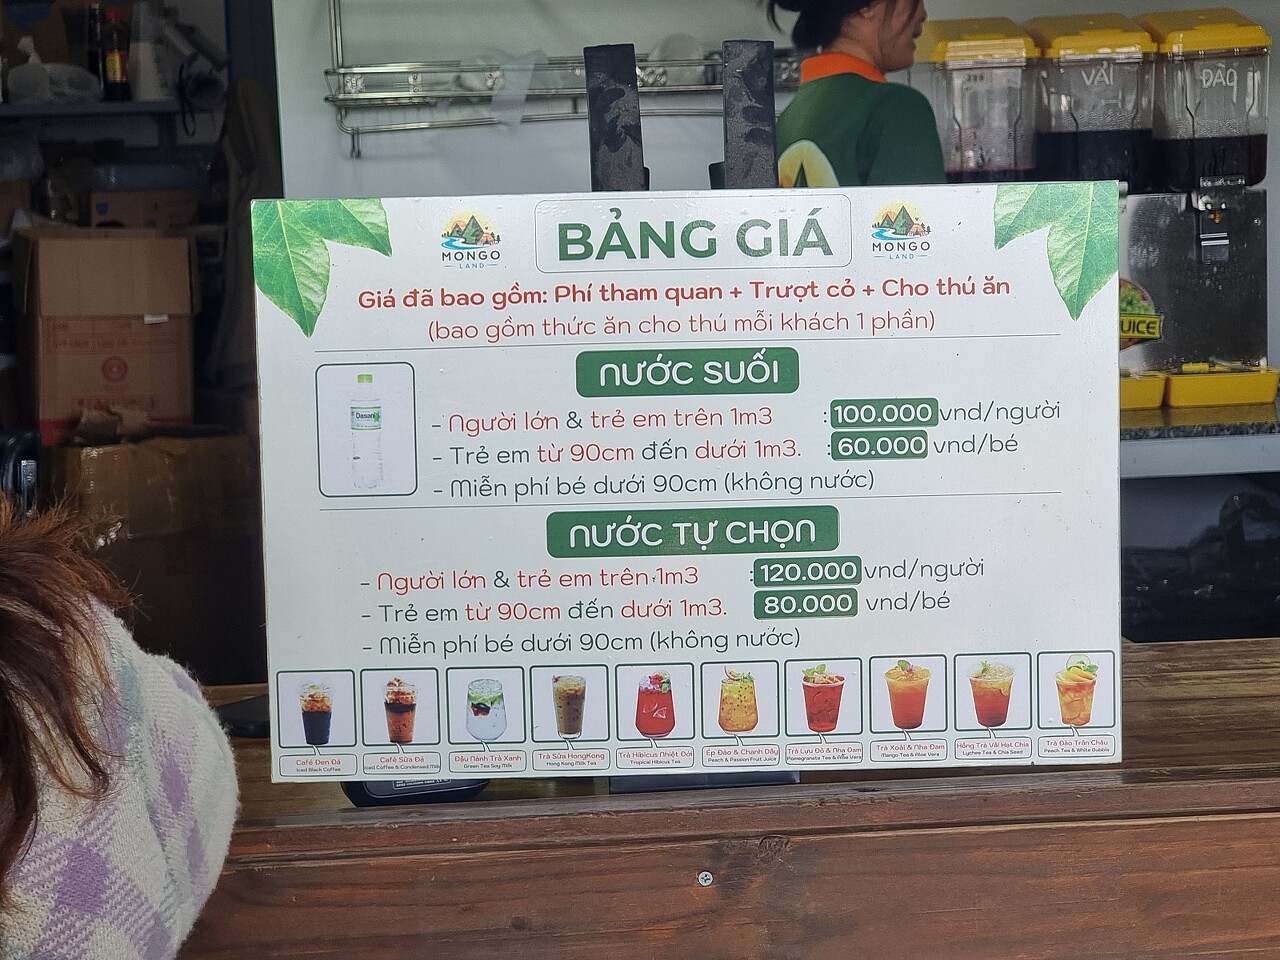 VẢI
ĐÀO
MONGO
LAND
BẢNG GIÁ
MONGO
LAND
Giá đã bao gồm: Phí tham quan + Trượt cỏ + Cho thú ăn
(bao gồm thức ăn cho thú mỗi khách 1 phần)
UICE
NƯỚC SUỐI
Dasani
- Người lớn & trẻ em trên 1m3 : 100.000 vnd/người
- Trẻ em từ 90cm đến dưới 1m3. : 60.000 vnd/bé
- Miễn phí bé dưới 90cm (không nước)
NƯỚC TỰ CHỌN
- Người lớn & trẻ em trên 1m3 : 120.000 vnd/người
- Trẻ em từ 90cm đến dưới 1m3. 80.000 vnd/bé
- Miễn phí bé dưới 90cm (không nước)
Café Đen Đá
Iced Black Coffee
Café Sữa Đá
Iced Coffee & Condensed Milk
Đậu Nành Trà Xanh
Green Tea Soy Milk
Trà Sữa HongKong
Hong Kong Milk Tea
Trà Hibicus Nhiệt Đới
Tropical Hibicus Tea
Ép Đào & Chanh Dây
Peach & Passion Fruit Juice
Trà Lựu Đỏ & Nha Đam
Pomegranate Tea & Aloe Vera
Trà Xoài & Nha Đam
Mango Tea & Aloe Vera
Hồng Trà Vải Hạt Chia
Lychee Tea & Chia Seed
Trà Đào Trân Châu
Peach Tea & White Bubble